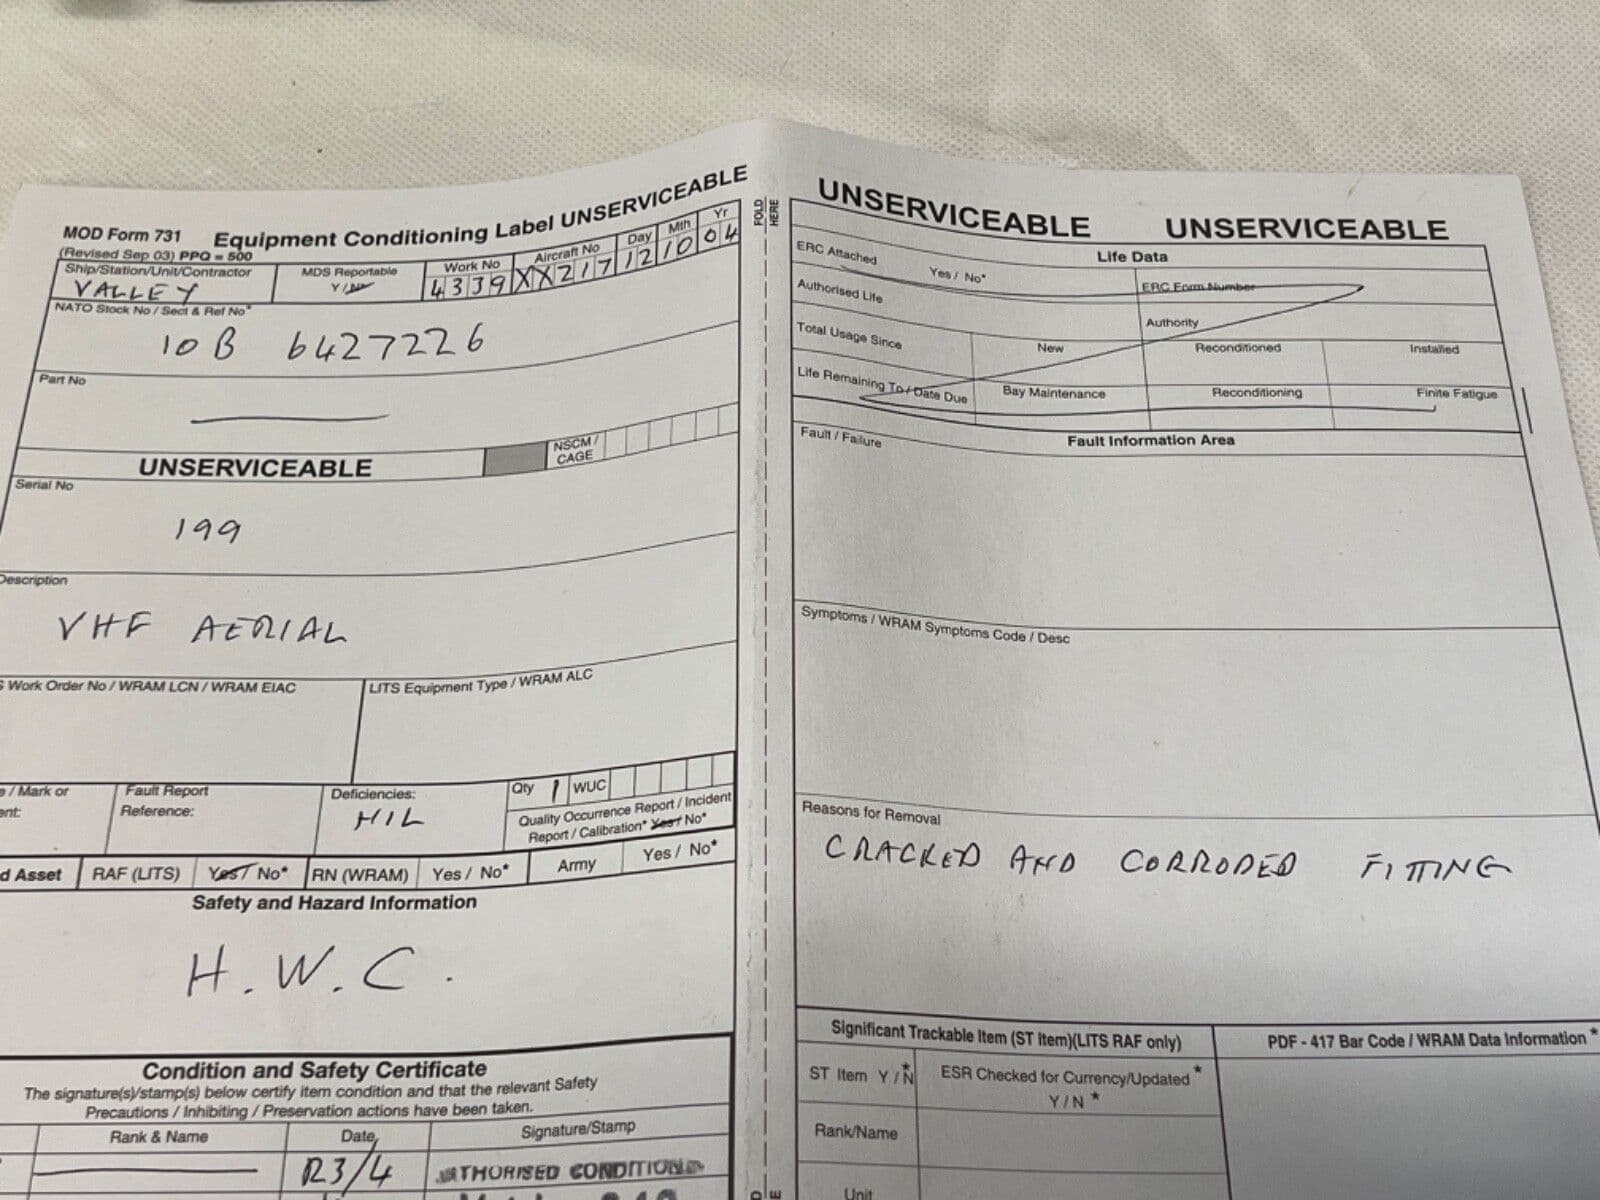 MOD Form 731
(Revised Sep 03) PPQ = 500
Equipment Conditioning Label UNSERVICEABLE
Ship/Station/Unit/Contractor
VALLEY
MDS Reportable
Y /
Work No
4339
Aircraft No
XX217
Day Mth Yr
12 10 04
NATO Stock No / Sect & Ref No*
10 B 6427226
Part No
UNSERVICEABLE
NSCM /
CAGE
Serial No
199
Description
VHF AERIAL
Work Order No / WRAM LCN / WRAM EIAC
LITS Equipment Type / WRAM ALC
/ Mark or
Fault Report
Reference:
Deficiencies:
NIL
Qty 1 WUC
Quality Occurrence Report / Incident
Report / Calibration* Yes / No*
d Asset RAF (LITS) Yes / No* RN (WRAM) Yes / No* Army Yes / No*
Safety and Hazard Information
H.W.C.
Condition and Safety Certificate
The signature(s)/stamp(s) below certify item condition and that the relevant Safety
Precautions / Inhibiting / Preservation actions have been taken.
Rank & Name Date Signature/Stamp
R3/4
THORISED CONDITION
FOLD
HERE
UNSERVICEABLE UNSERVICEABLE
Life Data
ERC Attached Yes / No* ERC Form Number
Authorised Life Authority
Total Usage Since New Reconditioned Installed
Life Remaining To / Date Due Bay Maintenance Reconditioning Finite Fatigue
Fault / Failure
Fault Information Area
Symptoms / WRAM Symptoms Code / Desc
Reasons for Removal
CRACKED AND CORRODED FITTING
Significant Trackable Item (ST Item)(LITS RAF only)
PDF - 417 Bar Code / WRAM Data Information *
ST Item Y / N*
ESR Checked for Currency/Updated *
Y / N *
Rank/Name
Unit